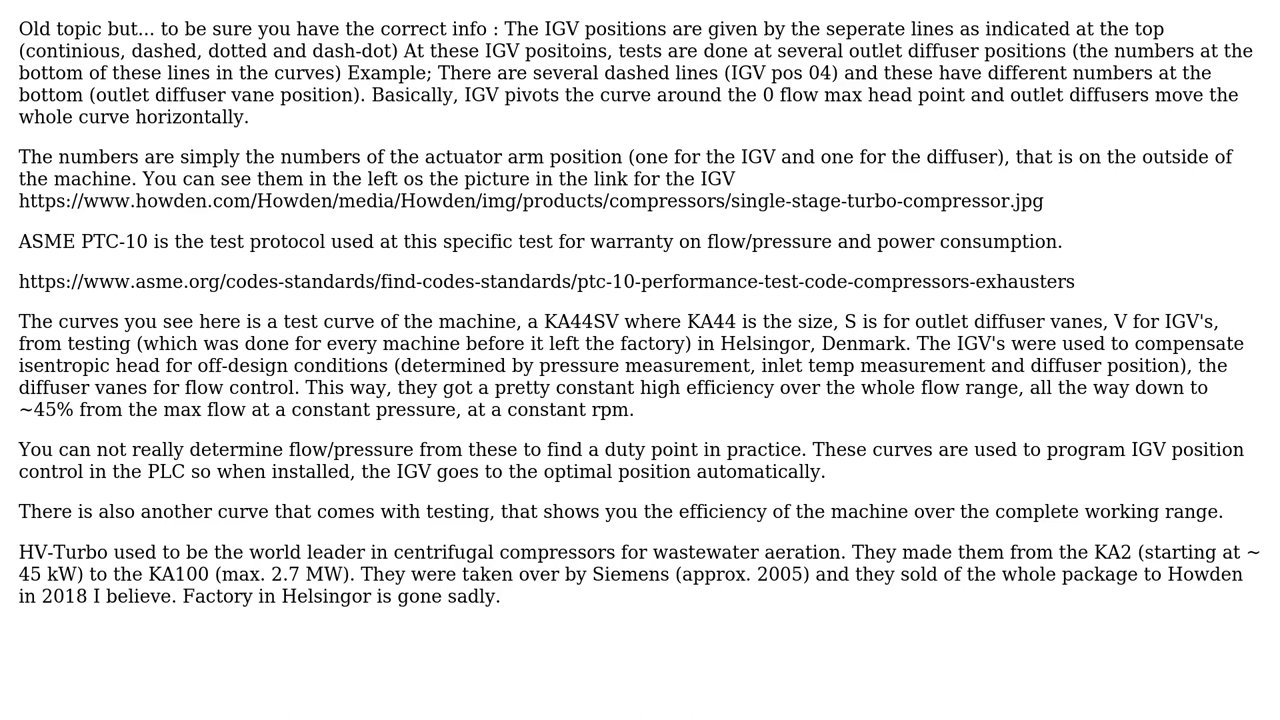 Old topic but... to be sure you have the correct info : The IGV positions are given by the seperate lines as indicated at the top
(continious, dashed, dotted and dash-dot) At these IGV positoins, tests are done at several outlet diffuser positions (the numbers at the
bottom of these lines in the curves) Example; There are several dashed lines (IGV pos 04) and these have different numbers at the
bottom (outlet diffuser vane position). Basically, IGV pivots the curve around the 0 flow max head point and outlet diffusers move the
whole curve horizontally.
The numbers are simply the numbers of the actuator arm position (one for the IGV and one for the diffuser), that is on the outside of
the machine. You can see them in the left os the picture in the link for the IGV
https://www.howden.com/Howden/media/Howden/img/products/compressors/single-stage-turbo-compressor.jpg
ASME PTC-10 is the test protocol used at this specific test for warranty on flow/pressure and power consumption.
https://www.asme.org/codes-standards/find-codes-standards/ptc-10-performance-test-code-compressors-exhausters
The curves you see here is a test curve of the machine, a KA44SV where KA44 is the size, S is for outlet diffuser vanes, V for IGV's,
from testing (which was done for every machine before it left the factory) in Helsingor, Denmark. The IGV's were used to compensate
isentropic head for off-design conditions (determined by pressure measurement, inlet temp measurement and diffuser position), the
diffuser vanes for flow control. This way, they got a pretty constant high efficiency over the whole flow range, all the way down to
~45% from the max flow at a constant pressure, at a constant rpm.
You can not really determine flow/pressure from these to find a duty point in practice. These curves are used to program IGV position
control in the PLC so when installed, the IGV goes to the optimal position automatically.
There is also another curve that comes with testing, that shows you the efficiency of the machine over the complete working range.
HV-Turbo used to be the world leader in centrifugal compressors for wastewater aeration. They made them from the KA2 (starting at ~
45 kW) to the KA100 (max. 2.7 MW). They were taken over by Siemens (approx. 2005) and they sold of the whole package to Howden
in 2018 I believe. Factory in Helsingor is gone sadly.